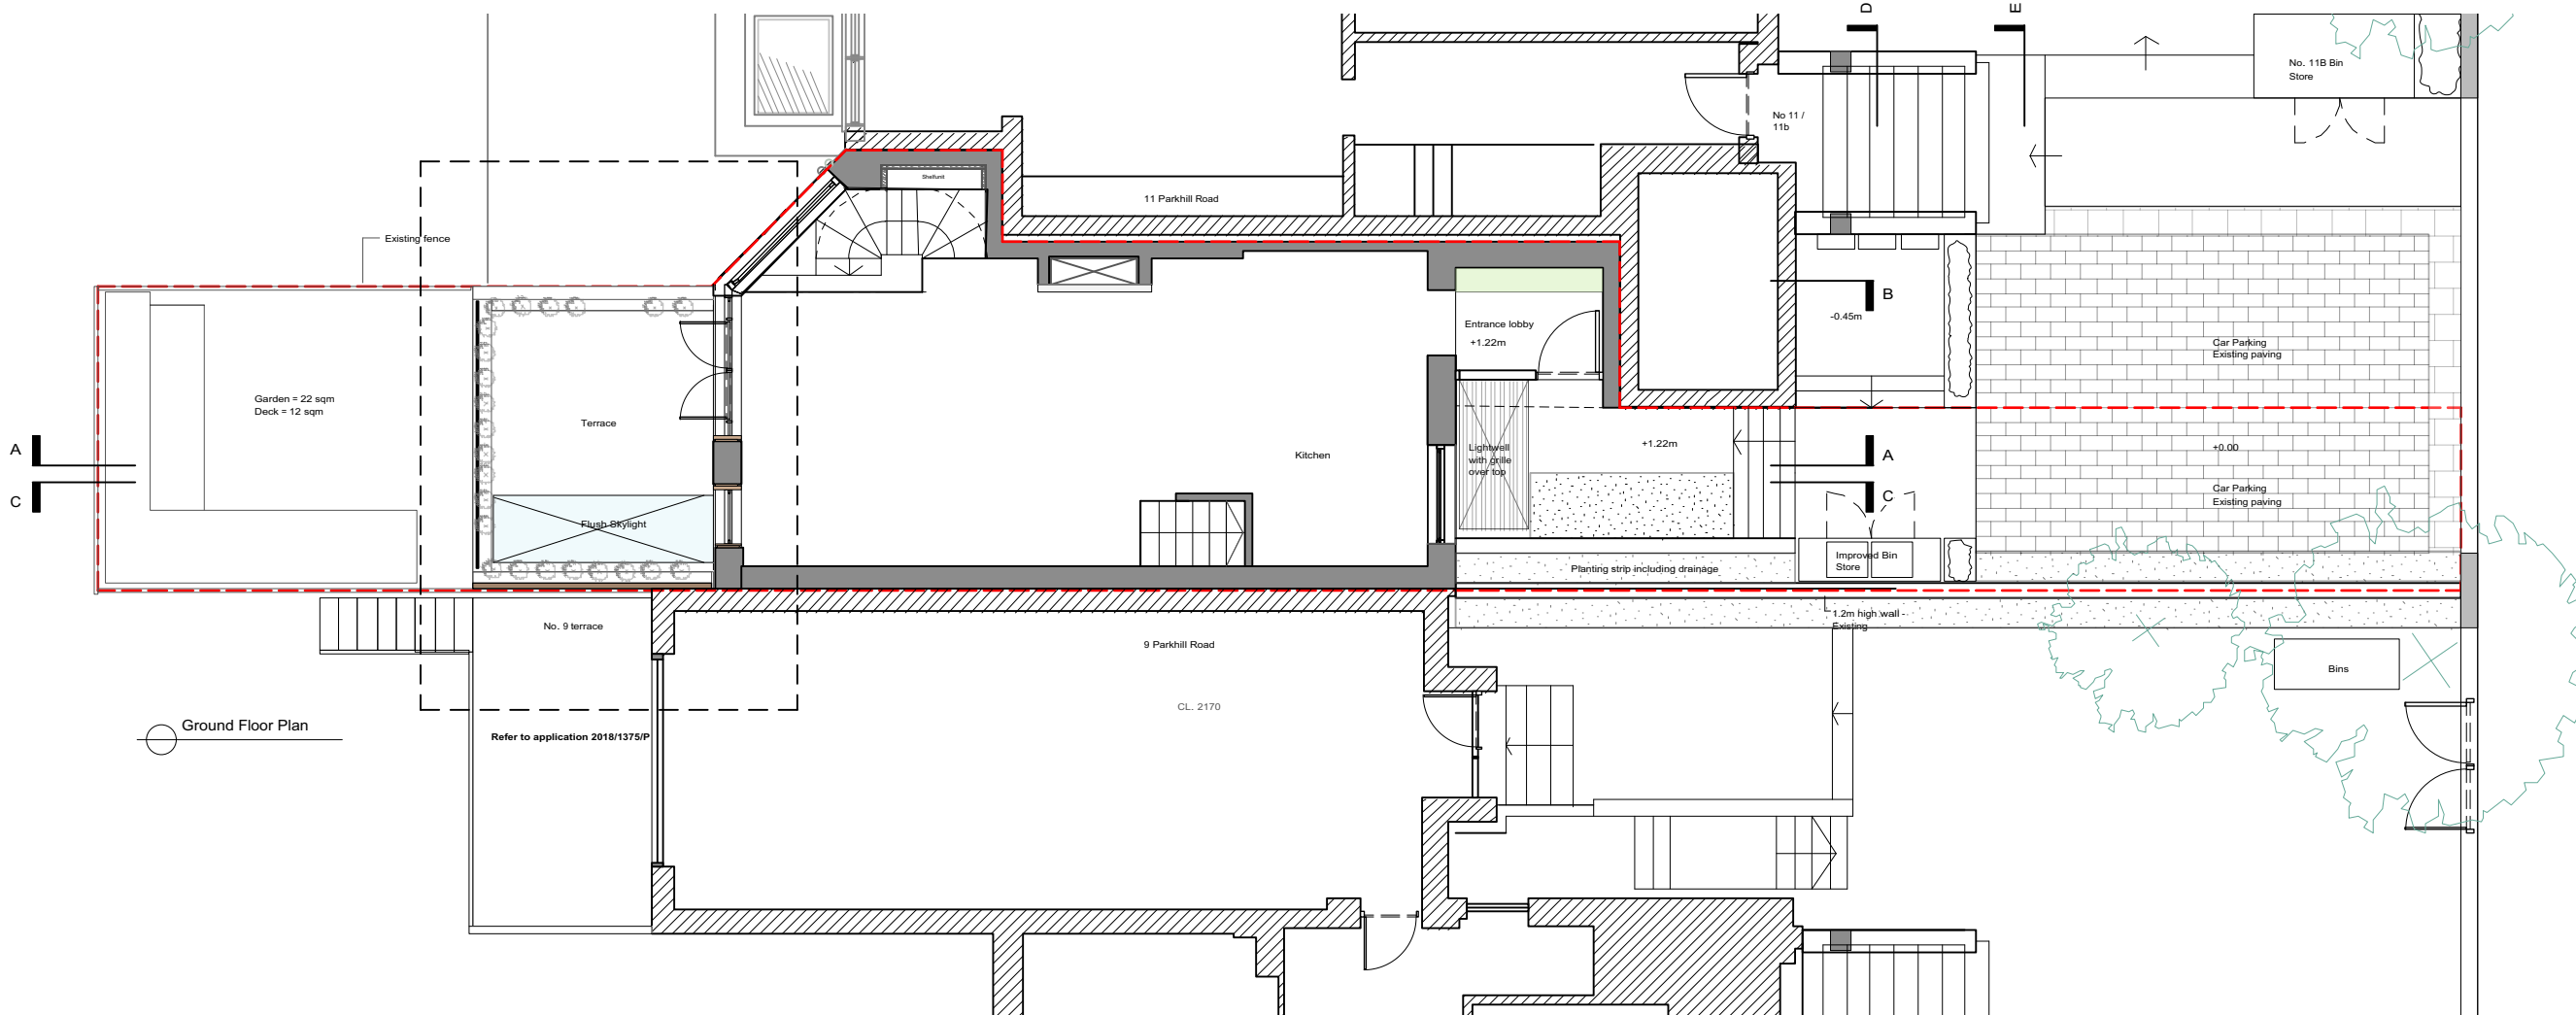 D
E
No. 11B Bin
Store
No 11 /
11b
Shelfunit
11 Parkhill Road
Existing fence
B
-0.45m
Entrance lobby
+1.22m
Car Parking
Existing paving
Garden = 22 sqm
Deck = 12 sqm
Terrace
A
C
Kitchen
Lightwell
with grille
over top
+1.22m
A
C
+0.00
Car Parking
Existing paving
Flush Skylight
Improved Bin
Store
Planting strip including drainage
1.2m high wall -
Existing
No. 9 terrace
9 Parkhill Road
Bins
CL. 2170
Ground Floor Plan
Refer to application 2018/1375/P